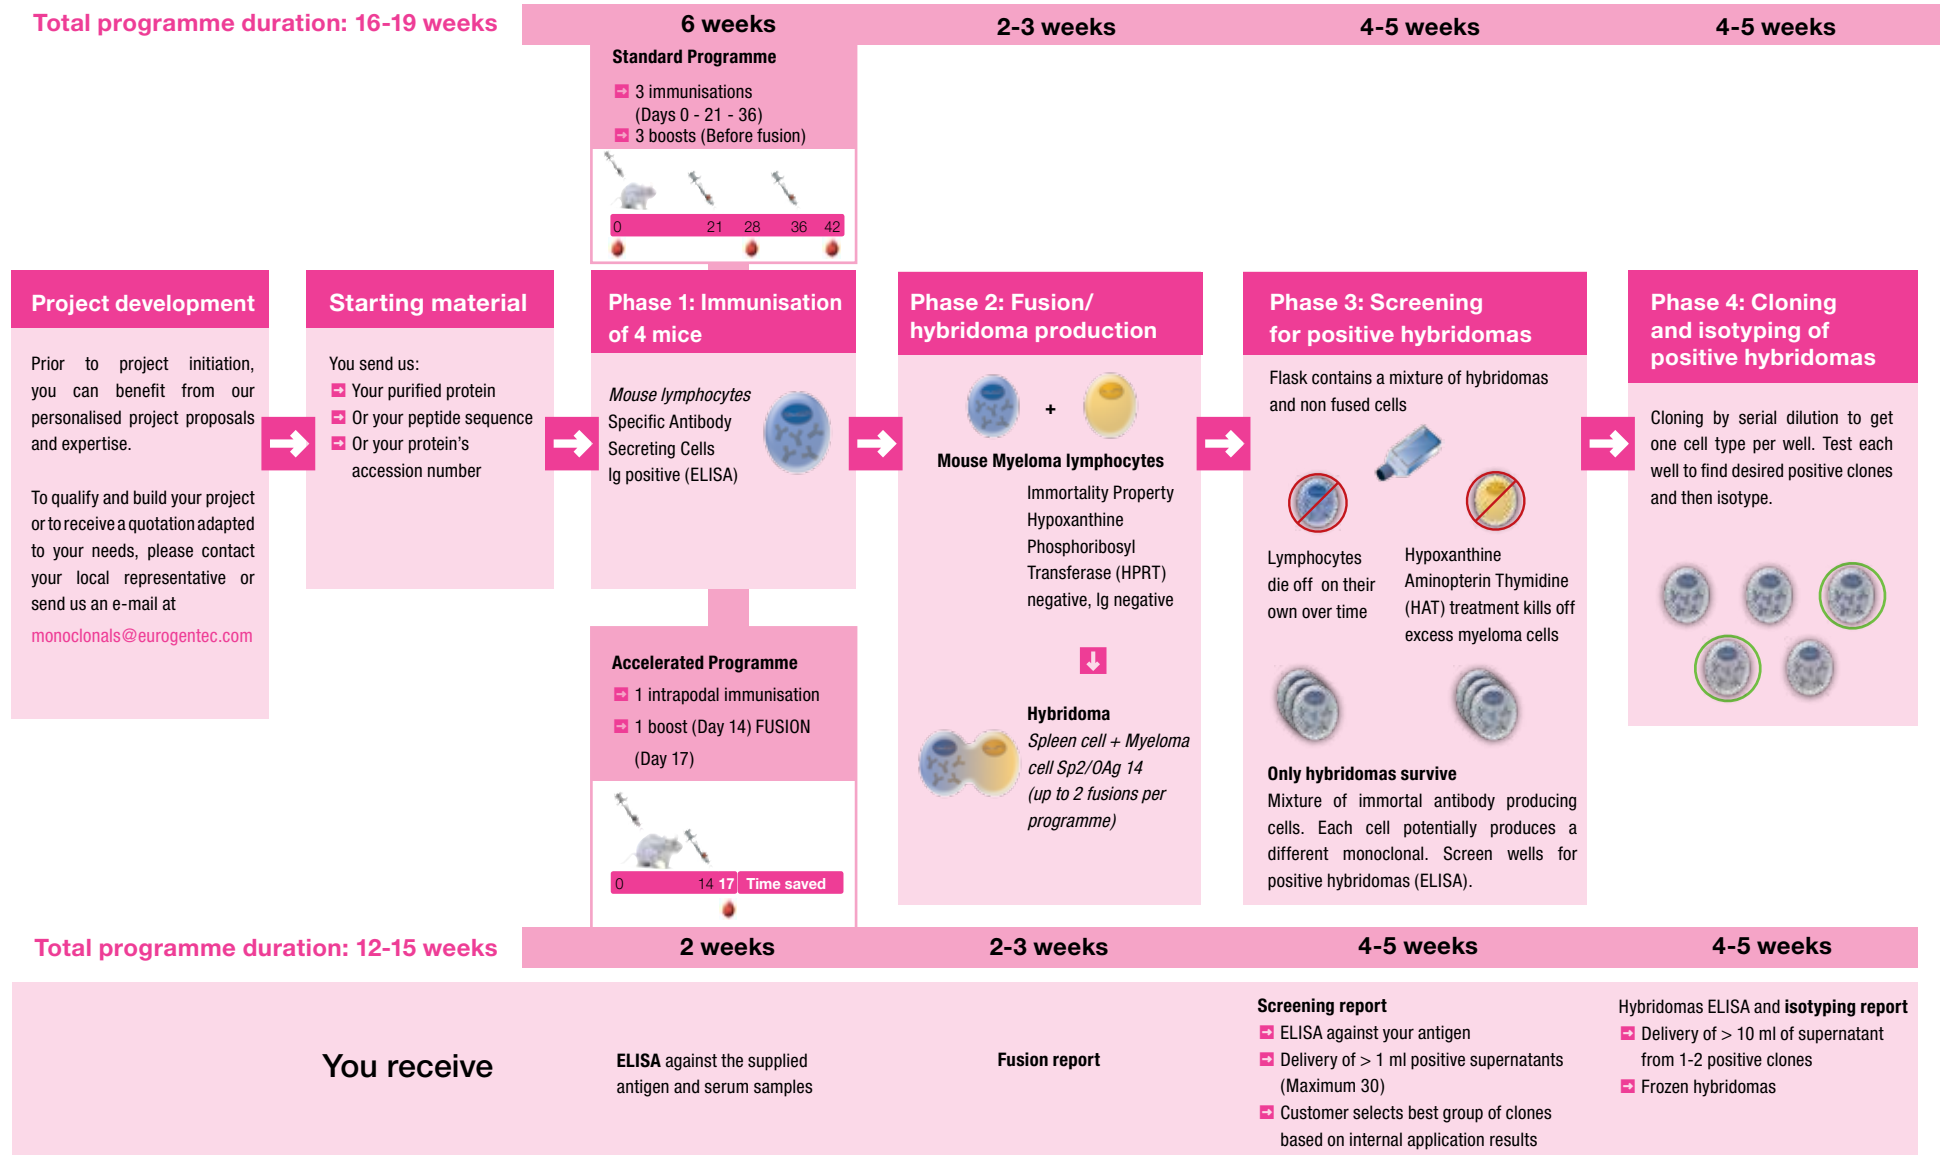 Total programme duration: 16-19 weeks
6 weeks
2-3 weeks
4-5 weeks
4-5 weeks
Standard Programme
3 immunisations
(Days 0 - 21 - 36)
3 boosts (Before fusion)
0 21 28 36 42
Project development
Prior to project initiation,
you can benefit from our
personalised project proposals
and expertise.
To qualify and build your project
or to receive a quotation adapted
to your needs, please contact
your local representative or
send us an e-mail at
monoclonals@eurogentec.com
Starting material
You send us:
Your purified protein
Or your peptide sequence
Or your protein's
accession number
Phase 1: Immunisation
of 4 mice
Mouse lymphocytes
Specific Antibody
Secreting Cells
Ig positive (ELISA)
Accelerated Programme
1 intrapodal immunisation
1 boost (Day 14) FUSION
(Day 17)
0 14 17 Time saved
Phase 2: Fusion/
hybridoma production
+
Mouse Myeloma lymphocytes
Immortality Property
Hypoxanthine
Phosphoribosyl
Transferase (HPRT)
negative, Ig negative
Hybridoma
Spleen cell + Myeloma
cell Sp2/OAg 14
(up to 2 fusions per
programme)
Phase 3: Screening
for positive hybridomas
Flask contains a mixture of hybridomas
and non fused cells
Lymphocytes
die off on their
own over time
Hypoxanthine
Aminopterin Thymidine
(HAT) treatment kills off
excess myeloma cells
Only hybridomas survive
Mixture of immortal antibody producing
cells. Each cell potentially produces a
different monoclonal. Screen wells for
positive hybridomas (ELISA).
Phase 4: Cloning
and isotyping of
positive hybridomas
Cloning by serial dilution to get
one cell type per well. Test each
well to find desired positive clones
and then isotype.
Total programme duration: 12-15 weeks
2 weeks
2-3 weeks
4-5 weeks
4-5 weeks
You receive
ELISA against the supplied
antigen and serum samples
Fusion report
Screening report
ELISA against your antigen
Delivery of > 1 ml positive supernatants
(Maximum 30)
Customer selects best group of clones
based on internal application results
Hybridomas ELISA and isotyping report
Delivery of > 10 ml of supernatant
from 1-2 positive clones
Frozen hybridomas